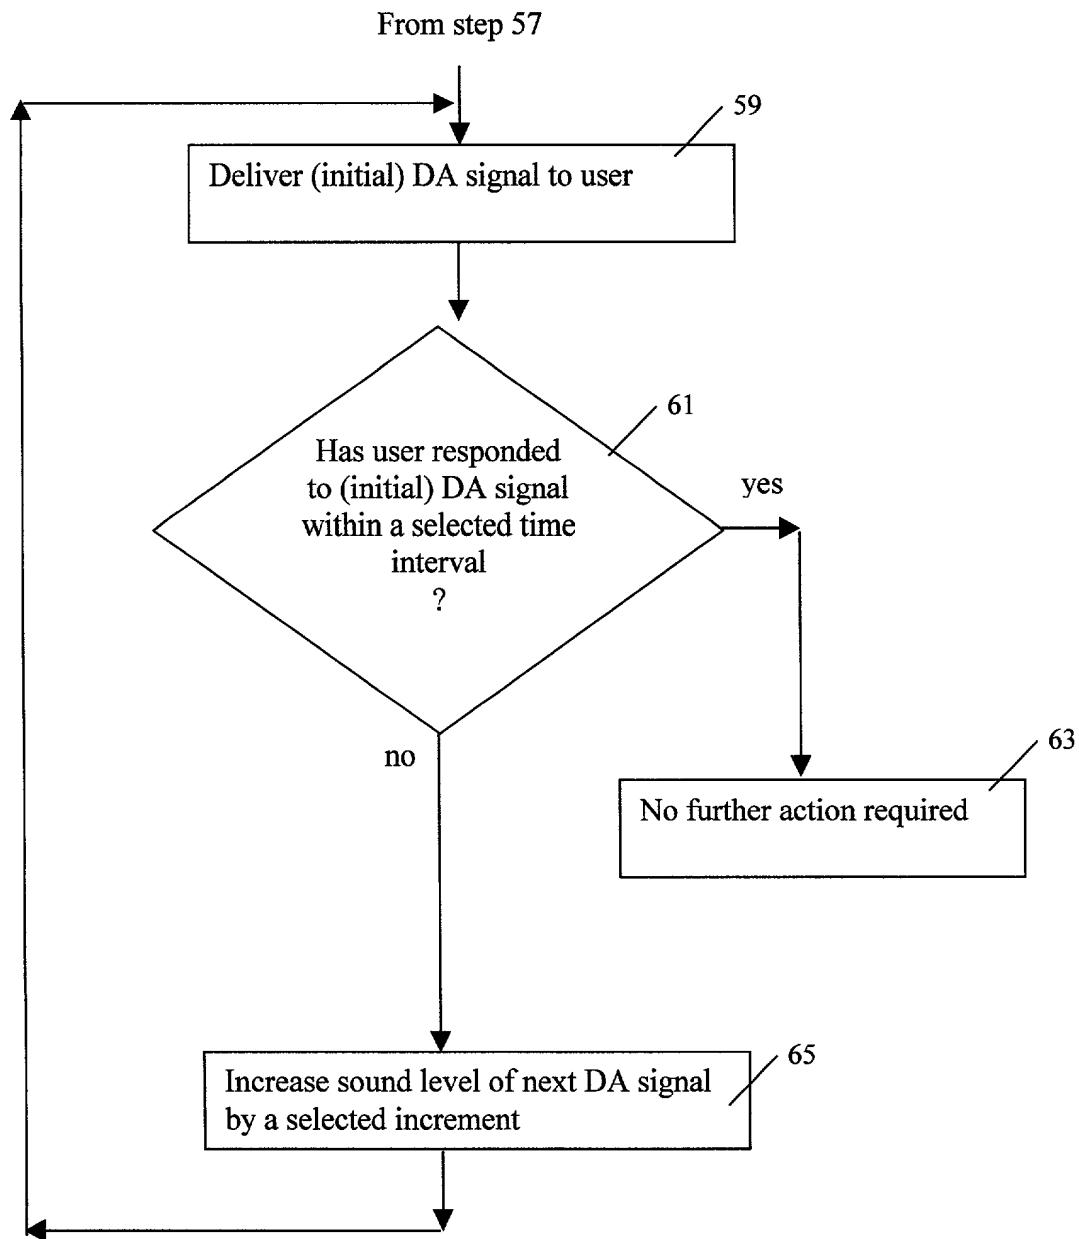 From step 57
59
Deliver (initial) DA signal to user
61
Has user responded
to (initial) DA signal
within a selected time
interval
?
yes
no
63
No further action required
65
Increase sound level of next DA signal
by a selected increment